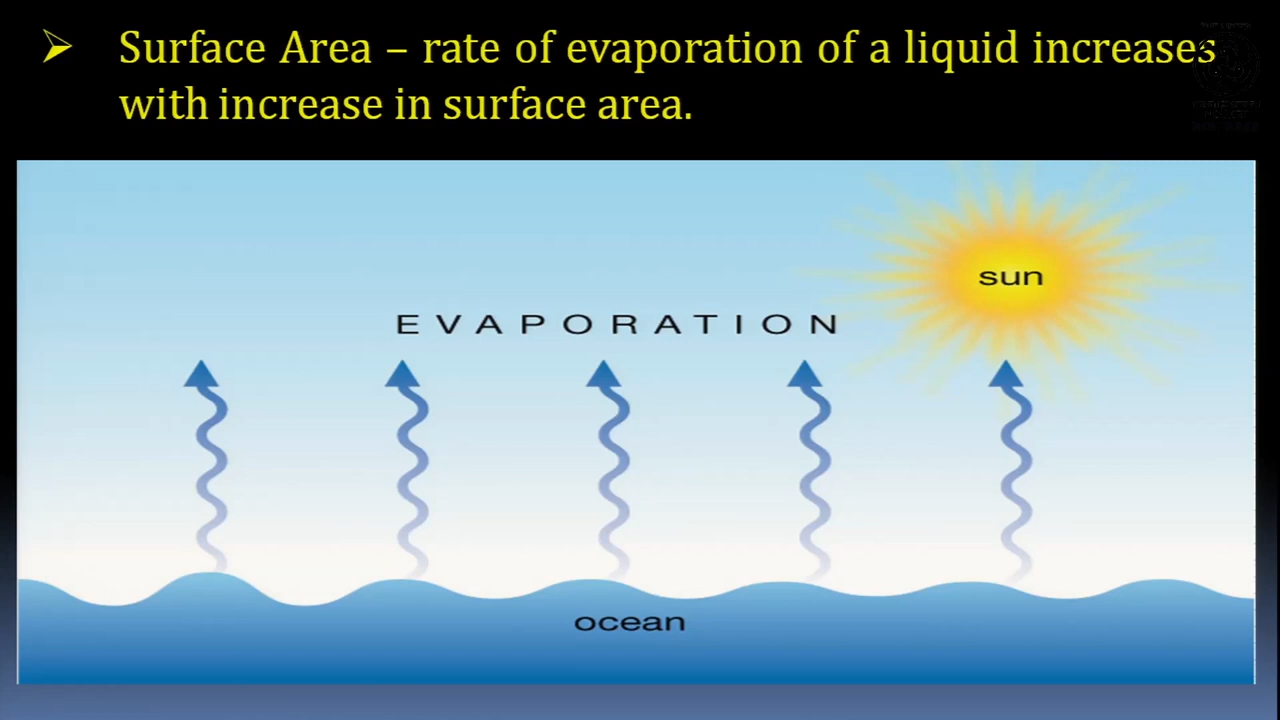 ➢ Surface Area – rate of evaporation of a liquid increases
with increase in surface area.
sun
EVAPORATION
ocean